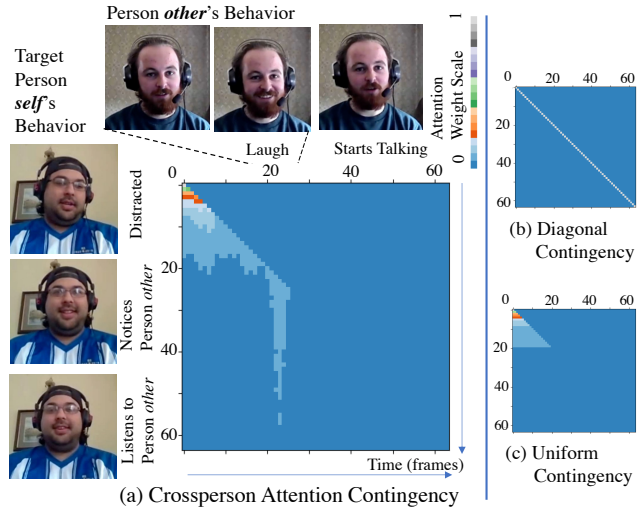 Person other's Behavior
Target
Person
self's
Behavior
Attention
Weight Scale
0 1
Laugh
Starts Talking
0 20 40 60
Distracted
Notices
Person other
Listens to
Person other
20
40
60
Time (frames)
(a) Crossperson Attention Contingency
0 20 40 60
20
40
60
(b) Diagonal
Contingency
0 20 40 60
20
40
60
(c) Uniform
Contingency